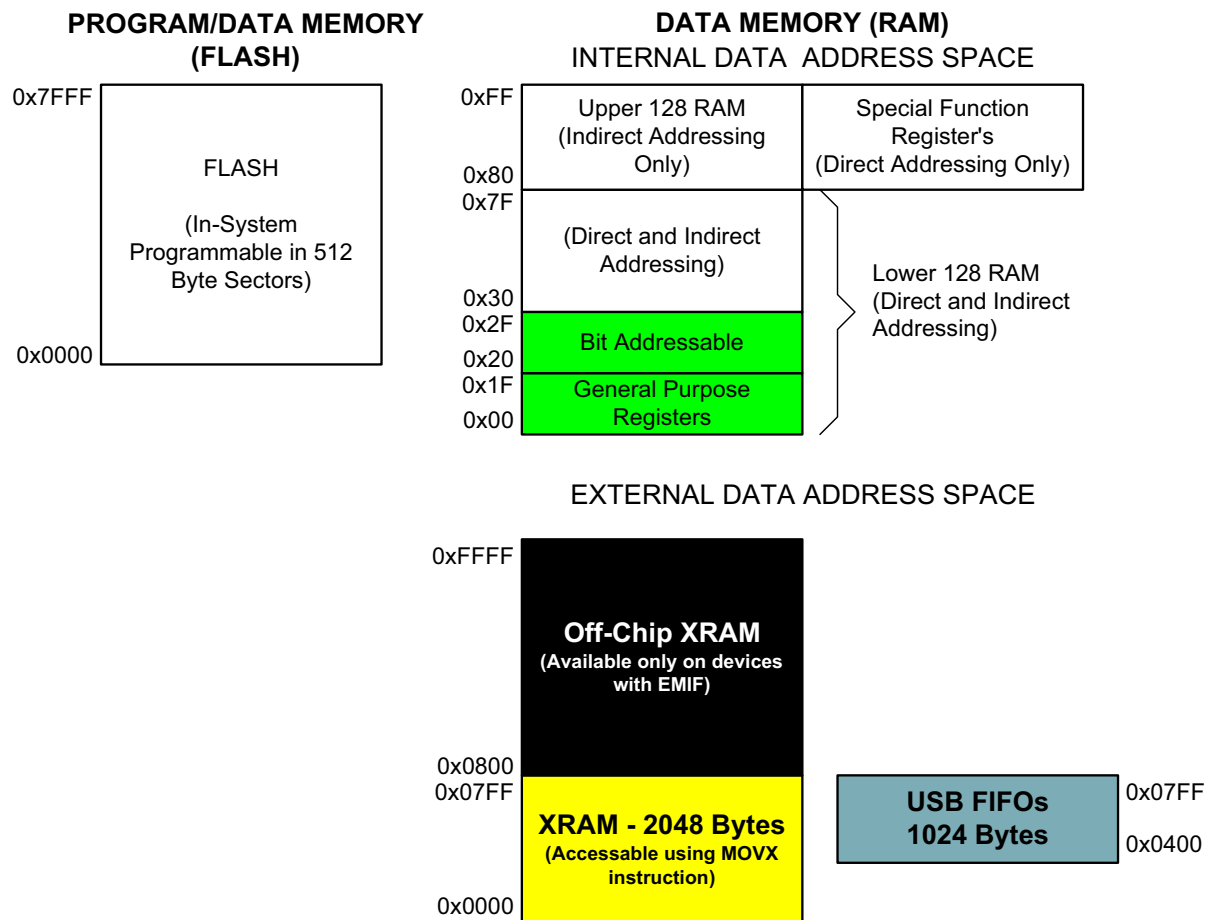 PROGRAM/DATA MEMORY
(FLASH)
0x7FFF
FLASH
(In-System
Programmable in 512
Byte Sectors)
0x0000
DATA MEMORY (RAM)
INTERNAL DATA ADDRESS SPACE
0xFF
Upper 128 RAM
(Indirect Addressing
Only)
0x80
Special Function
Register's
(Direct Addressing Only)
0x7F
(Direct and Indirect
Addressing)
0x30
0x2F
Bit Addressable
0x20
0x1F
General Purpose
Registers
0x00
Lower 128 RAM
(Direct and Indirect
Addressing)
EXTERNAL DATA ADDRESS SPACE
0xFFFF
Off-Chip XRAM
(Available only on devices
with EMIF)
0x0800
0x07FF
XRAM - 2048 Bytes
(Accessable using MOVX
instruction)
0x0000
USB FIFOs
1024 Bytes
0x07FF
0x0400